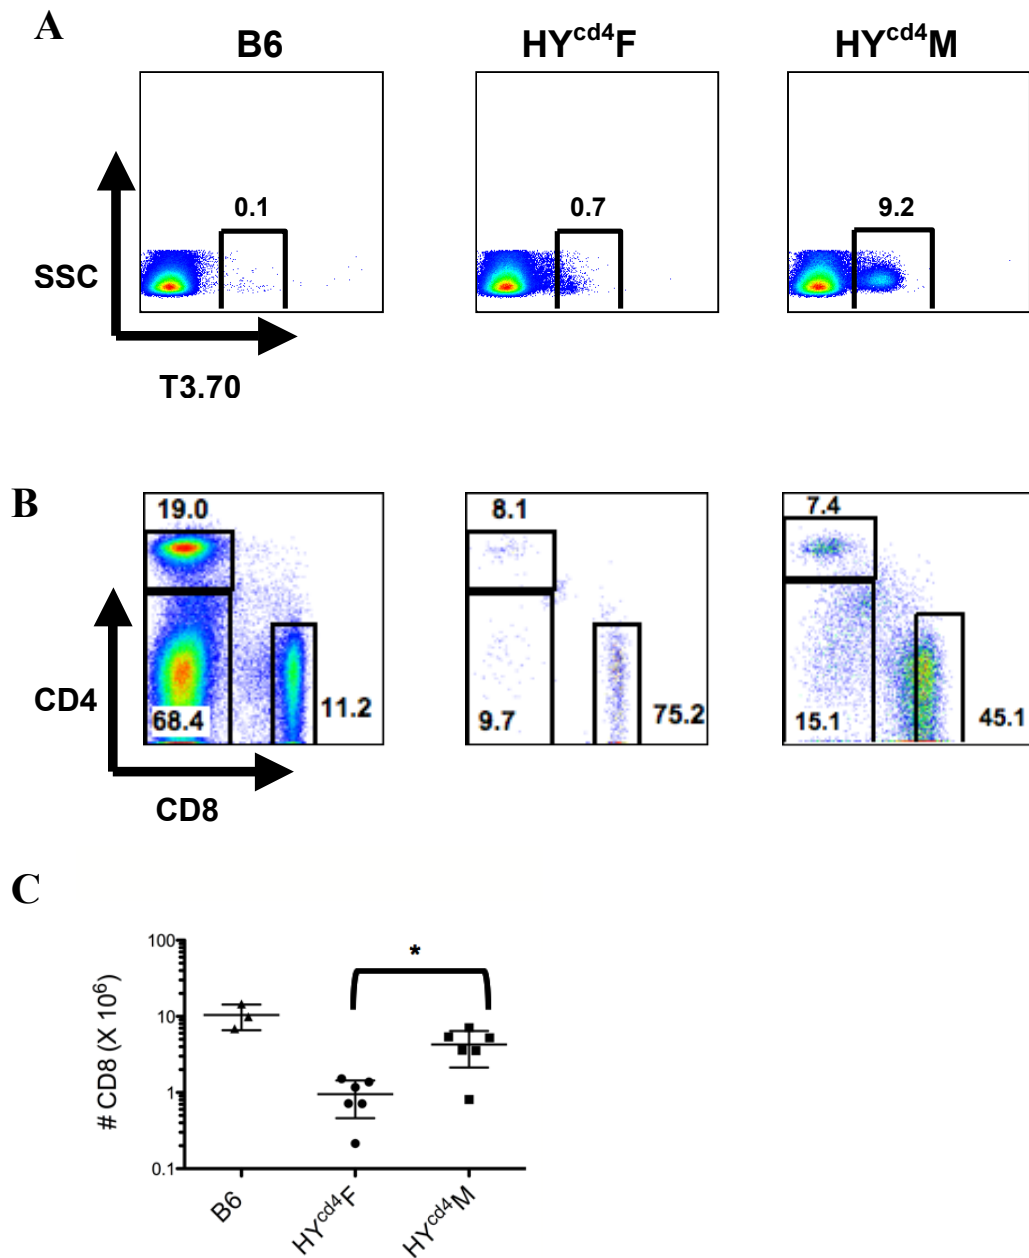 A
B6 HYcd4F HYcd4M
0.1 0.7 9.2
SSC
T3.70
B
19.0 8.1 7.4
CD4
68.4 11.2 9.7 75.2 15.1 45.1
CD8
C
100
*
10
1
0.1
# CD8 (X 10⁶)
B6 HYcd4F HYcd4M